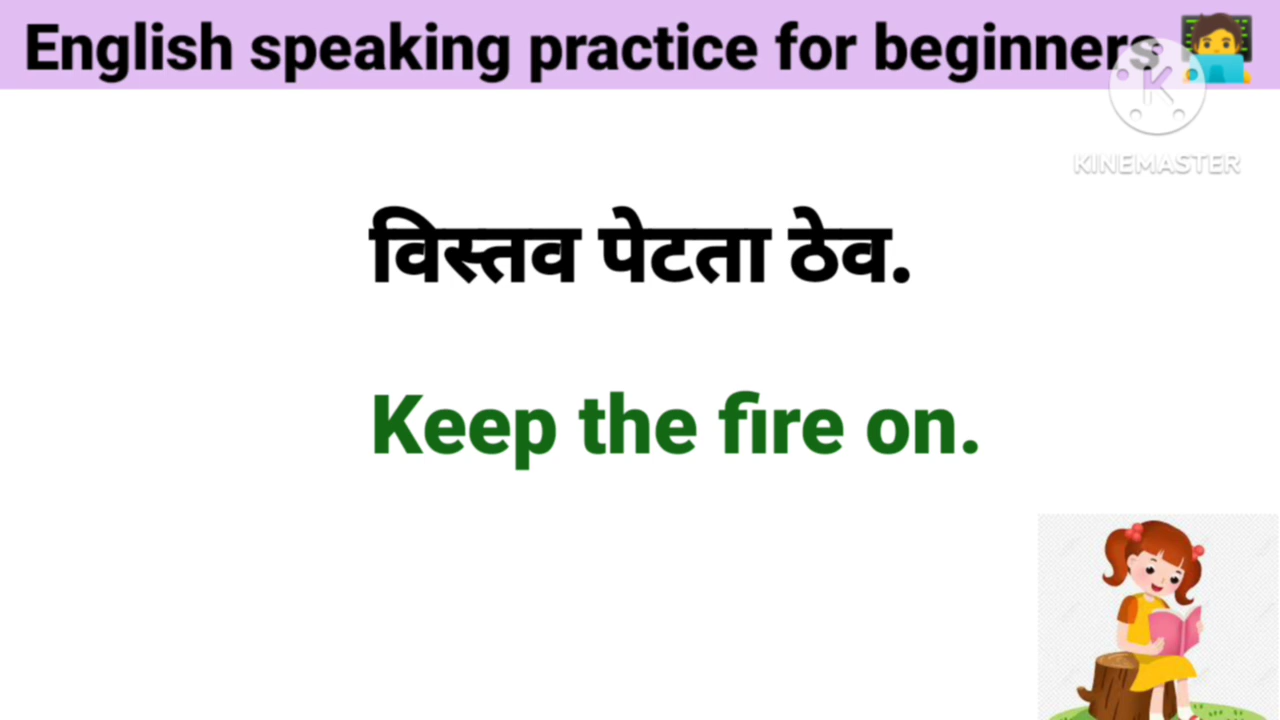 English speaking practice for beginners
KINEMASTER
विस्तव पेटता ठेव.
Keep the fire on.